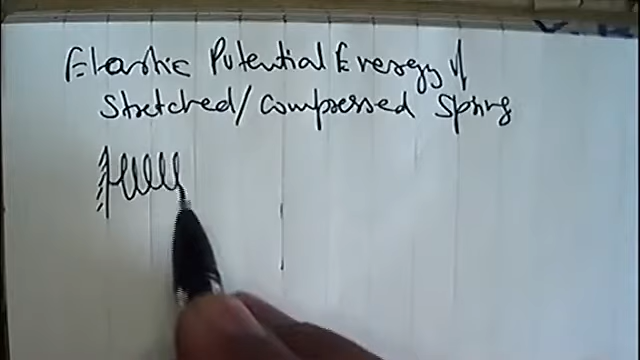 Elastic Potential Energy of
Stretched/Compressed Spring